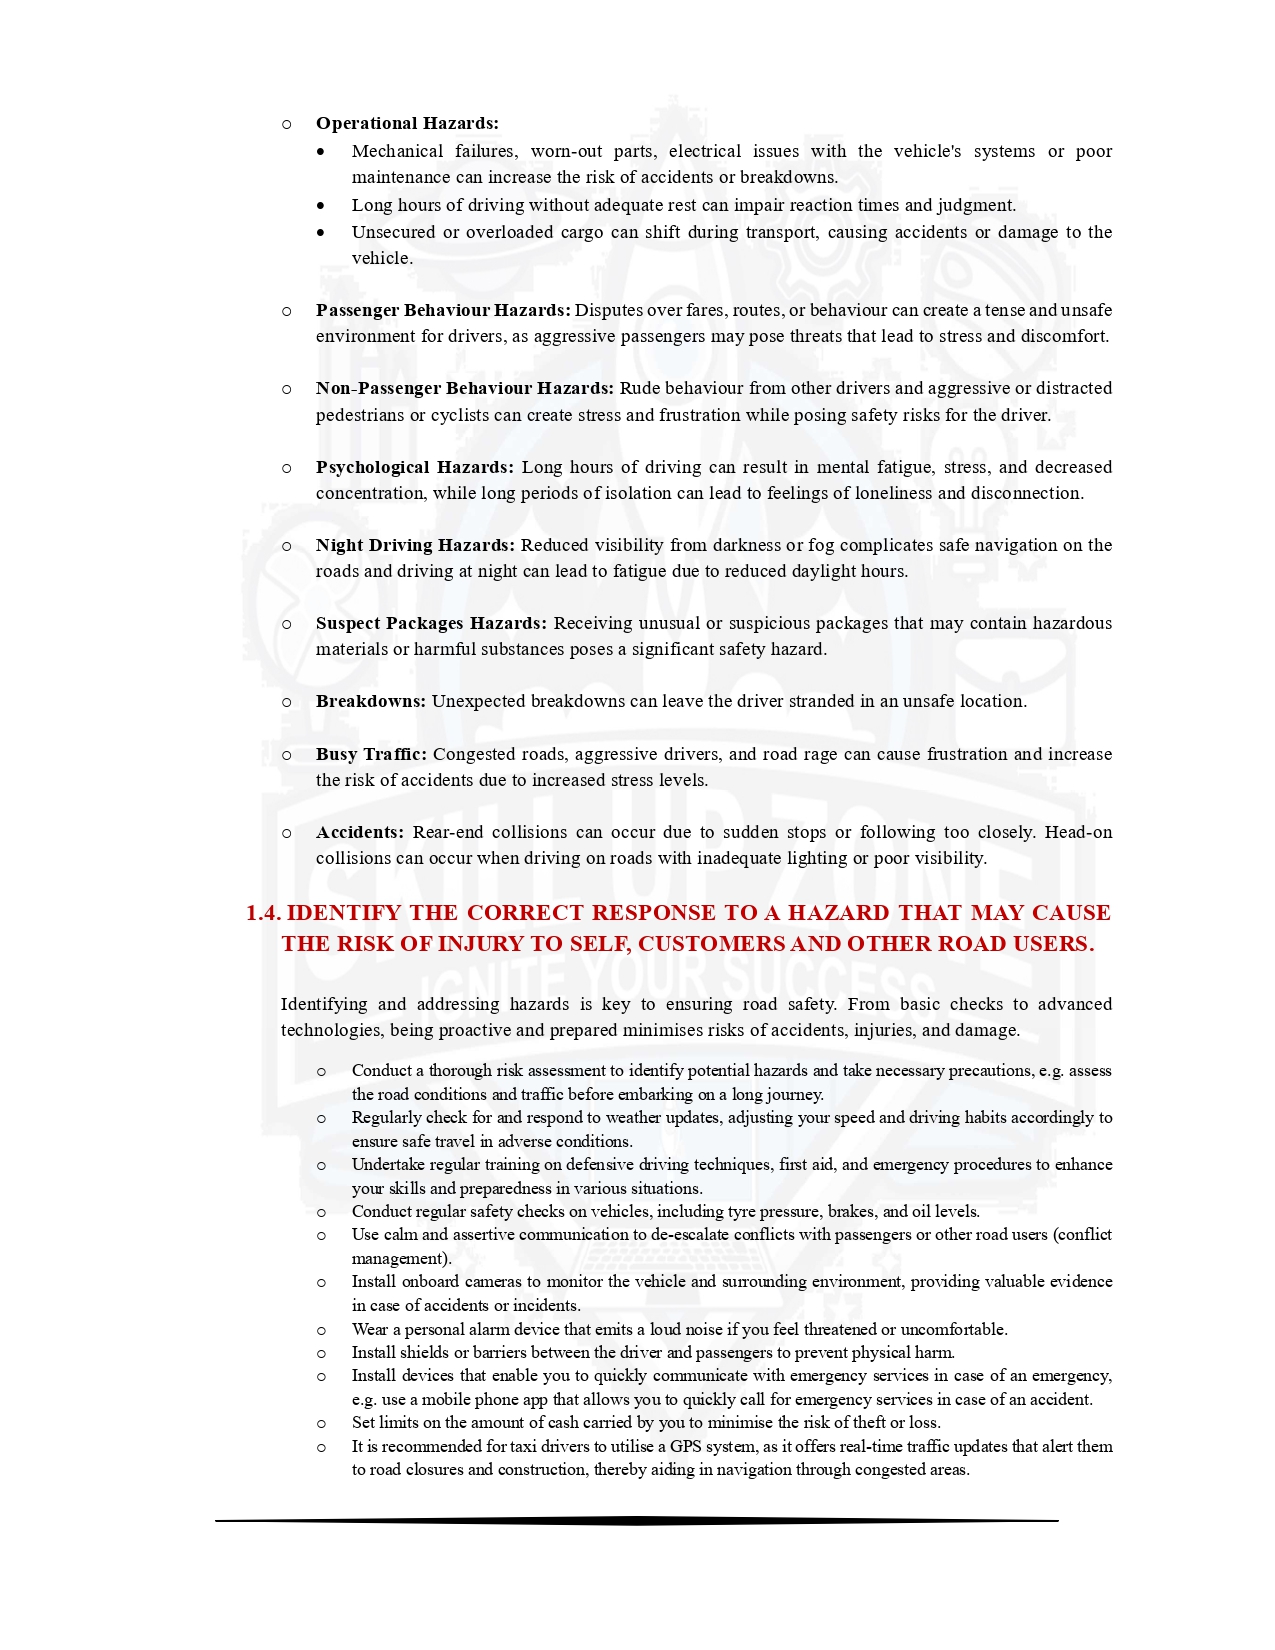 o Operational Hazards:
• Mechanical failures, worn-out parts, electrical issues with the vehicle's systems or poor
maintenance can increase the risk of accidents or breakdowns.
• Long hours of driving without adequate rest can impair reaction times and judgment.
• Unsecured or overloaded cargo can shift during transport, causing accidents or damage to the
vehicle.
o Passenger Behaviour Hazards: Disputes over fares, routes, or behaviour can create a tense and unsafe
environment for drivers, as aggressive passengers may pose threats that lead to stress and discomfort.
o Non-Passenger Behaviour Hazards: Rude behaviour from other drivers and aggressive or distracted
pedestrians or cyclists can create stress and frustration while posing safety risks for the driver.
o Psychological Hazards: Long hours of driving can result in mental fatigue, stress, and decreased
concentration, while long periods of isolation can lead to feelings of loneliness and disconnection.
o Night Driving Hazards: Reduced visibility from darkness or fog complicates safe navigation on the
roads and driving at night can lead to fatigue due to reduced daylight hours.
o Suspect Packages Hazards: Receiving unusual or suspicious packages that may contain hazardous
materials or harmful substances poses a significant safety hazard.
o Breakdowns: Unexpected breakdowns can leave the driver stranded in an unsafe location.
o Busy Traffic: Congested roads, aggressive drivers, and road rage can cause frustration and increase
the risk of accidents due to increased stress levels.
o Accidents: Rear-end collisions can occur due to sudden stops or following too closely. Head-on
collisions can occur when driving on roads with inadequate lighting or poor visibility.
SKILL UP ZONE
1.4. IDENTIFY THE CORRECT RESPONSE TO A HAZARD THAT MAY CAUSE
THE RISK OF INJURY TO SELF, CUSTOMERS AND OTHER ROAD USERS.
IGNITE YOUR SUCCESS
Identifying and addressing hazards is key to ensuring road safety. From basic checks to advanced
technologies, being proactive and prepared minimises risks of accidents, injuries, and damage.
o Conduct a thorough risk assessment to identify potential hazards and take necessary precautions, e.g. assess
the road conditions and traffic before embarking on a long journey.
o Regularly check for and respond to weather updates, adjusting your speed and driving habits accordingly to
ensure safe travel in adverse conditions.
o Undertake regular training on defensive driving techniques, first aid, and emergency procedures to enhance
your skills and preparedness in various situations.
o Conduct regular safety checks on vehicles, including tyre pressure, brakes, and oil levels.
o Use calm and assertive communication to de-escalate conflicts with passengers or other road users (conflict
management).
o Install onboard cameras to monitor the vehicle and surrounding environment, providing valuable evidence
in case of accidents or incidents.
o Wear a personal alarm device that emits a loud noise if you feel threatened or uncomfortable.
o Install shields or barriers between the driver and passengers to prevent physical harm.
o Install devices that enable you to quickly communicate with emergency services in case of an emergency,
e.g. use a mobile phone app that allows you to quickly call for emergency services in case of an accident.
o Set limits on the amount of cash carried by you to minimise the risk of theft or loss.
o It is recommended for taxi drivers to utilise a GPS system, as it offers real-time traffic updates that alert them
to road closures and construction, thereby aiding in navigation through congested areas.